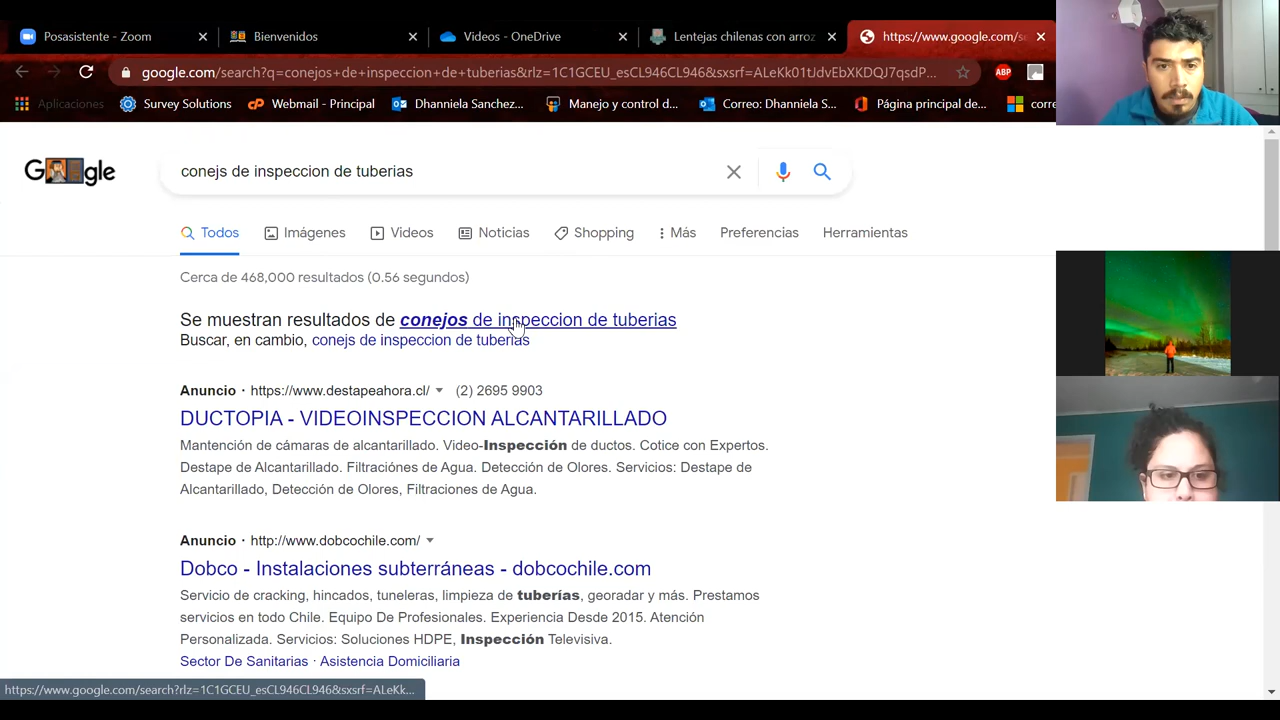 Posasistente - Zoom
Bienvenidos
Videos - OneDrive
Lentejas chilenas con arroz
https://www.google.com/s
google.com/search?q=conejos+de+inspeccion+de+tuberias&rlz=1C1GCEU_esCL946CL946&sxsrf=ALeKk01tJdvEbXKDQJ7qsdP...
ABP
Aplicaciones
Survey Solutions
Webmail - Principal
Dhanniela Sanchez...
Manejo y control d...
Correo: Dhanniela S...
Página principal de...
corre
Google
conejs de inspeccion de tuberias
Todos
Imágenes
Videos
Noticias
Shopping
Más
Preferencias
Herramientas
Cerca de 468,000 resultados (0.56 segundos)
Se muestran resultados de conejos de inspeccion de tuberias
Buscar, en cambio, conejs de inspeccion de tuberias
Anuncio · https://www.destapeahora.cl/ (2) 2695 9903
DUCTOPIA - VIDEOINSPECCION ALCANTARILLADO
Mantención de cámaras de alcantarillado. Video-Inspección de ductos. Cotice con Expertos.
Destape de Alcantarillado. Filtraciónes de Agua. Detección de Olores. Servicios: Destape de
Alcantarillado, Detección de Olores, Filtraciones de Agua.
Anuncio · http://www.dobcochile.com/
Dobco - Instalaciones subterráneas - dobcochile.com
Servicio de cracking, hincados, tuneleras, limpieza de tuberías, georadar y más. Prestamos
servicios en todo Chile. Equipo De Profesionales. Experiencia Desde 2015. Atención
Personalizada. Servicios: Soluciones HDPE, Inspección Televisiva.
Sector De Sanitarias · Asistencia Domiciliaria
https://www.google.com/search?rlz=1C1GCEU_esCL946CL946&sxsrf=ALeKk...